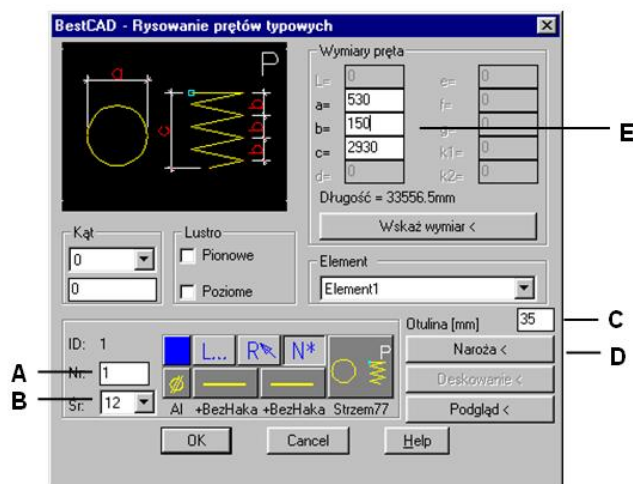 BestCAD - Rysowanie prętów typowych
a
c
b
b
b
P
Wymiary pręta
L= 0 e= 0
a= 530 f= 0
b= 150 g= 0
c= 2930 k1= 0
d= 0 k2= 0
Długość = 33556.5mm
Wskaż wymiar <
E
Kąt
0
0
Lustro
Pionowe
Poziome
Element
Element1
Otulina [mm] 35
C
Naroża <
D
Deskowanie <
Podgląd <
ID: 1
A
Nr: 1
B
Śr: 12
L... R N* P
AI +BezHaka +BezHaka Strzem77
OK Cancel Help